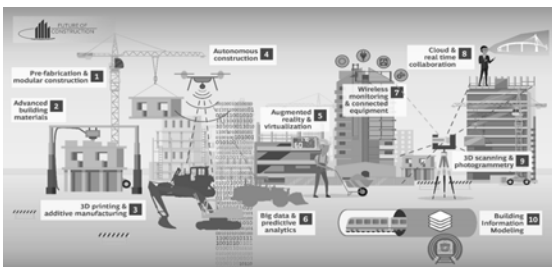 FUTURE OF
CONSTRUCTION
Pre-fabrication &
modular construction 1
Advanced
building
materials 2
3D printing &
additive manufacturing 3
Autonomous
construction 4
Augmented
reality &
virtualization 5
Big data &
predictive
analytics 6
Wireless
monitoring
& connected
equipment 7
Cloud &
real time
collaboration 8
3D scanning &
photogrammetry 9
Building
Information
Modeling 10